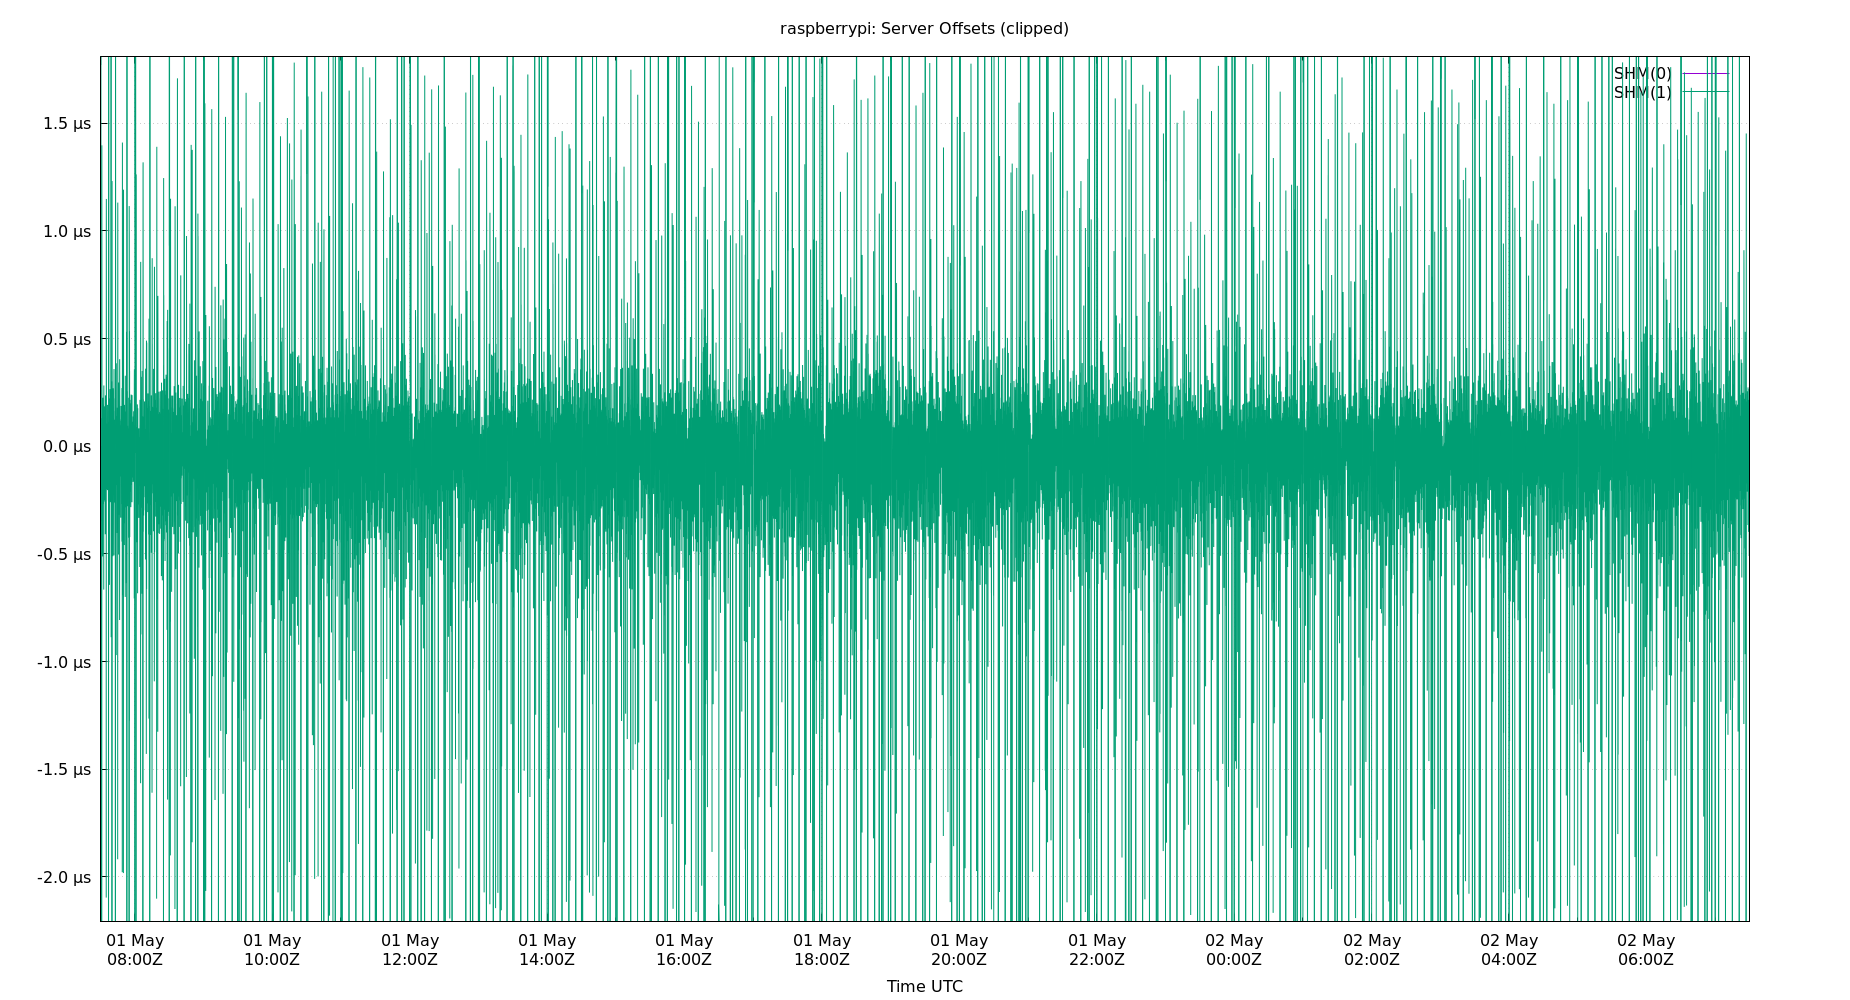 raspberrypi: Server Offsets (clipped)
SHM(0)
SHM(1)
1.5 µs
1.0 µs
0.5 µs
0.0 µs
-0.5 µs
-1.0 µs
-1.5 µs
-2.0 µs
01 May 01 May 01 May 01 May 01 May 01 May 01 May 01 May 02 May 02 May 02 May 02 May
08:00Z 10:00Z 12:00Z 14:00Z 16:00Z 18:00Z 20:00Z 22:00Z 00:00Z 02:00Z 04:00Z 06:00Z
Time UTC